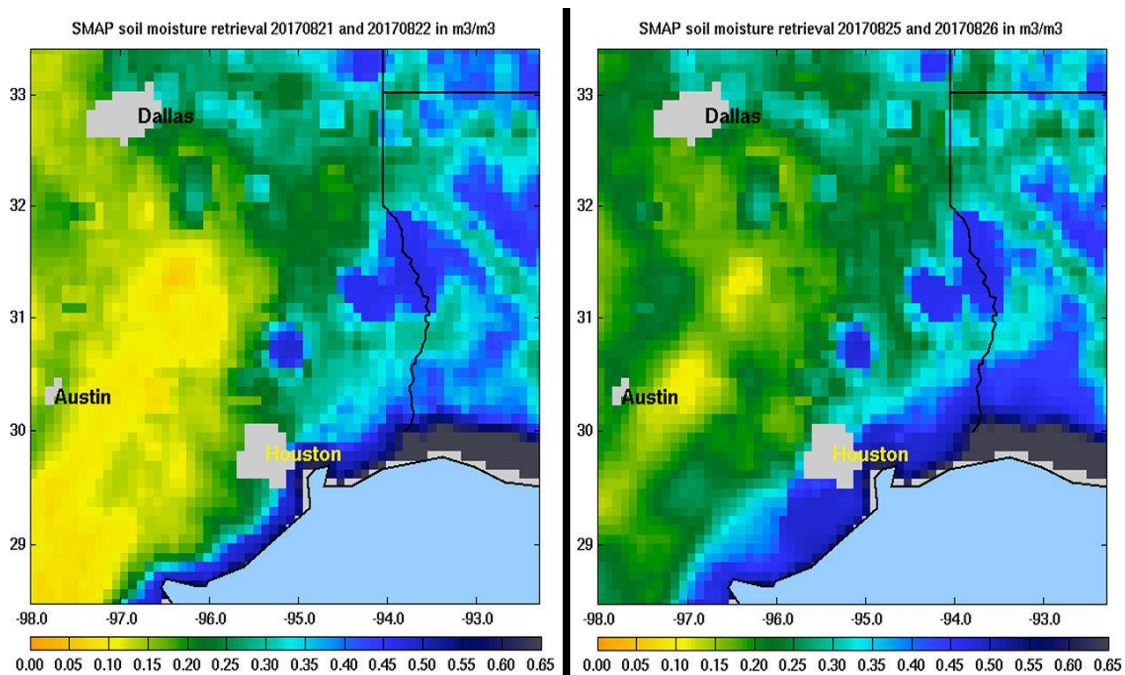 SMAP soil moisture retrieval 20170821 and 20170822 in m3/m3
33
Dallas
32
31
Austin
30
Houston
29
-98.0 -97.0 -96.0 -95.0 -94.0 -93.0
0.00 0.05 0.10 0.15 0.20 0.25 0.30 0.35 0.40 0.45 0.50 0.55 0.60 0.65
SMAP soil moisture retrieval 20170825 and 20170826 in m3/m3
33
Dallas
32
31
Austin
30
Houston
29
-98.0 -97.0 -96.0 -95.0 -94.0 -93.0
0.00 0.05 0.10 0.15 0.20 0.25 0.30 0.35 0.40 0.45 0.50 0.55 0.60 0.65